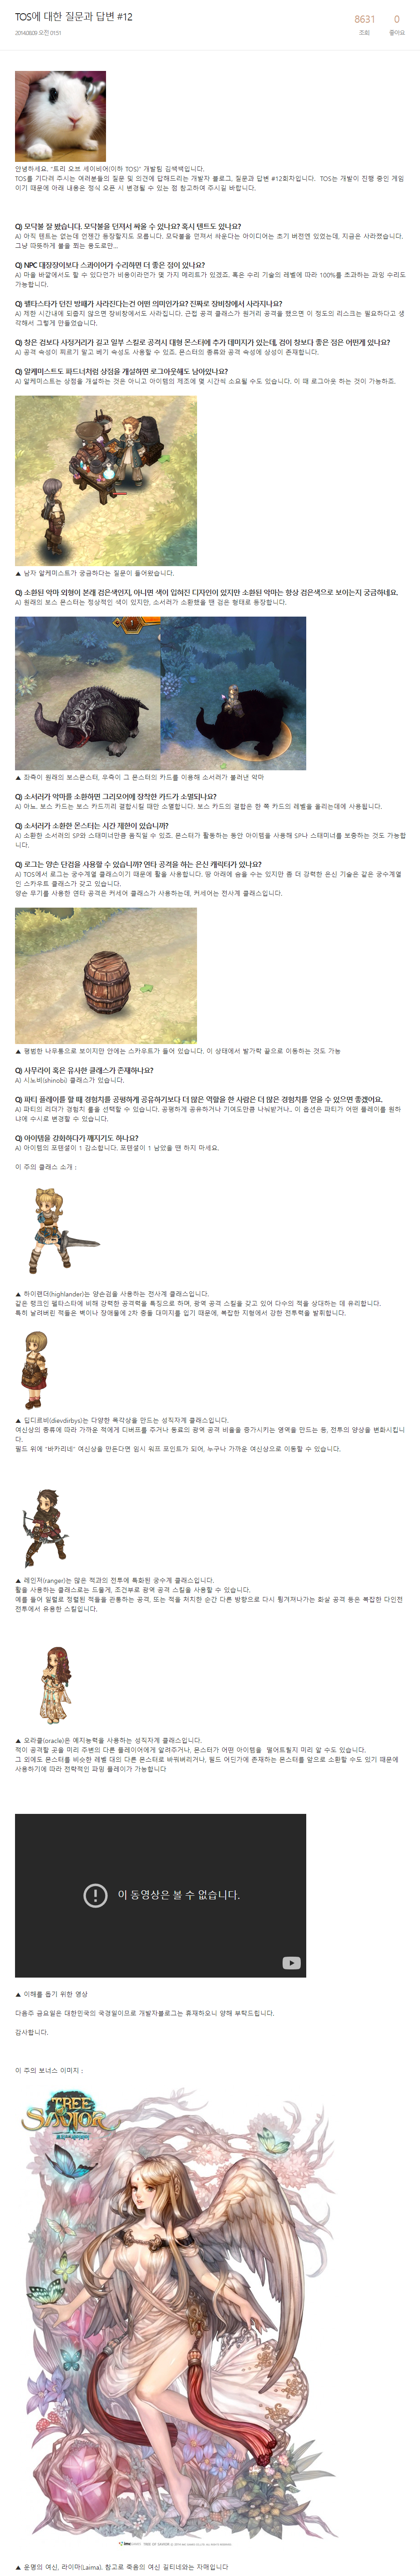 TOS에 대한 질문과 답변 #12
8631
0
2014.08.09 오전 01:51
조회
좋아요
안녕하세요. "트리 오브 세이비어(이하 TOS)" 개발팀 김색색입니다.
TOS를 기다려 주시는 여러분들의 질문 및 의견에 답해드리는 개발자 블로그, 질문과 답변 #12회차입니다.  TOS는 개발이 진행 중인 게임
이기 때문에 아래 내용은 정식 오픈 시 변경될 수 있는 점 참고하여 주시길 바랍니다.
Q) 모닥불 잘 봤습니다. 모닥불을 던져서 싸울 수 있나요? 혹시 텐트도 있나요?
A) 아직 텐트는 없는데 언젠간 등장할지도 모릅니다. 모닥불을 던져서 싸운다는 아이디어는 초기 버전엔 있었는데, 지금은 사라졌습니다.
그냥 따뜻하게 불을 쬐는 용도로만...
Q) NPC 대장장이보다 스콰이어가 수리하면 더 좋은 점이 있나요?
A) 마을 바깥에서도 할 수 있다던가 비용이라던가 몇 가지 메리트가 있겠죠. 혹은 수리 기술의 레벨에 따라 100%를 초과하는 과잉 수리도
가능합니다.
Q) 펠타스타가 던진 방패가 사라진다는건 어떤 의미인가요? 진짜로 장비창에서 사라지나요?
A) 제한 시간내에 되줍지 않으면 장비창에서도 사라집니다. 근접 공격 클래스가 원거리 공격을 했으면 이 정도의 리스크는 필요하다고 생
각해서 그렇게 만들었습니다.
Q) 창은 검보다 사정거리가 길고 일부 스킬로 공격시 대형 몬스터에 추가 데미지가 있는데, 검이 창보다 좋은 점은 어떤게 있나요?
A) 공격 속성이 찌르기 말고 베기 속성도 사용할 수 있죠. 몬스터의 종류와 공격 속성에 상성이 존재합니다.
Q) 알케미스트도 파드너처럼 상점을 개설하면 로그아웃해도 남아있나요?
A) 알케미스트는 상점을 개설하는 것은 아니고 아이템의 제조에 몇 시간씩 소요될 수도 있습니다. 이 때 로그아웃 하는 것이 가능하죠.
▲ 남자 알케미스트가 궁금하다는 질문이 들어왔습니다.
Q) 소환된 악마 외형이 본래 검은색인지, 아니면 색이 입혀진 디자인이 있지만 소환된 악마는 항상 검은색으로 보이는지 궁금하네요.
A) 원래의 보스 몬스터는 정상적인 색이 있지만, 소서러가 소환했을 땐 검은 형태로 등장합니다.
▲ 좌측이 원래의 보스몬스터, 우측이 그 몬스터의 카드를 이용해 소서러가 불러낸 악마
Q) 소서러가 악마를 소환하면 그리모어에 장착한 카드가 소멸되나요?
A) 아뇨. 보스 카드는 보스 카드끼리 결합시킬 때만 소멸합니다. 보스 카드의 결합은 한 쪽 카드의 레벨을 올리는데에 사용됩니다.
Q) 소서러가 소환한 몬스터는 시간 제한이 있습니까?
A) 소환한 소서러의 SP와 스태미너만큼 움직일 수 있죠. 몬스터가 활동하는 동안 아이템을 사용해 SP나 스태미너를 보충하는 것도 가능합니
다.
Q) 로그는 양손 단검을 사용할 수 있습니까? 연타 공격을 하는 은신 캐릭터가 있나요?
A) TOS에서 로그는 궁수계열 클래스이기 때문에 활을 사용합니다. 땅 아래에 숨을 수는 있지만 좀 더 강력한 은신 기술은 같은 궁수계열
인 스카우트 클래스가 갖고 있습니다.
양손 무기를 사용한 연타 공격은 커세어 클래스가 사용하는데, 커세어는 전사계 클래스입니다.
▲ 평범한 나무통으로 보이지만 안에는 스카우트가 들어 있습니다. 이 상태에서 발가락 끝으로 이동하는 것도 가능
Q) 사무라이 혹은 유사한 클래스가 존재하나요?
A) 시노비(shinobi) 클래스가 있습니다.
Q) 파티 플레이를 할 때 경험치를 공평하게 공유하기보다 더 많은 역할을 한 사람은 더 많은 경험치를 얻을 수 있으면 좋겠어요.
A) 파티의 리더가 경험치 룰을 선택할 수 있습니다. 공평하게 공유하거나 기여도만큼 나눠받거나... 이 옵션은 파티가 어떤 플레이를 원하
냐에 수시로 변경할 수 있습니다.
Q) 아이템을 강화하다가 깨지기도 하나요?
A) 아이템의 포텐셜이 1 감소합니다. 포텐셜이 1 남았을 땐 하지 마세요.
이 주의 클래스 소개 :
▲ 하이랜더(highlander)는 양손검을 사용하는 전사계 클래스입니다.
같은 랭크인 펠타스타에 비해 강력한 공격력을 특징으로 하며, 광역 공격 스킬을 갖고 있어 다수의 적을 상대하는 데 유리합니다.
특히 날려버린 적들은 벽이나 장애물에 2차 충돌 대미지를 입기 때문에, 복잡한 지형에서 강한 전투력을 발휘합니다.
▲ 딥디르비(dievdirbys)는 다양한 목각상을 만드는 성직자계 클래스입니다.
여신상의 종류에 따라 가까운 적에게 디버프를 주거나 동료의 광역 공격 비율을 증가시키는 영역을 만드는 등, 전투의 양상을 변화시킵니
다.
필드 위에 "바카리네" 여신상을 만든다면 임시 워프 포인트가 되어, 누구나 가까운 여신상으로 이동할 수 있습니다.
▲ 레인저(ranger)는 많은 적과의 전투에 특화된 궁수계 클래스입니다.
활을 사용하는 클래스로는 드물게, 조건부로 광역 공격 스킬을 사용할 수 있습니다.
예를 들어 일렬로 정렬된 적들을 관통하는 공격, 또는 적을 처치한 순간 다른 방향으로 다시 튕겨져나가는 화살 공격 등은 복잡한 다인전
전투에서 유용한 스킬입니다.
▲ 오라클(oracle)은 예지능력을 사용하는 성직자계 클래스입니다.
적이 공격할 곳을 미리 주변의 다른 플레이어에게 알려주거나, 몬스터가 어떤 아이템을  떨어트릴지 미리 알 수도 있습니다.
그 외에도 몬스터를 비슷한 레벨 대의 다른 몬스터로 바꿔버리거나, 필드 어딘가에 존재하는 몬스터를 앞으로 소환할 수도 있기 때문에
사용하기에 따라 전략적인 파밍 플레이가 가능합니다
이 동영상은 볼 수 없습니다.
▲ 이해를 돕기 위한 영상
다음주 금요일은 대한민국의 국경일이므로 개발자블로그는 휴재하오니 양해 부탁드립니다.
감사합니다.
이 주의 보너스 이미지 :
TREE OF SAVIOR
트리오브세이비어
▲ 운명의 여신, 라이마(Laima). 참고로 죽음의 여신 길티네와는 자매입니다